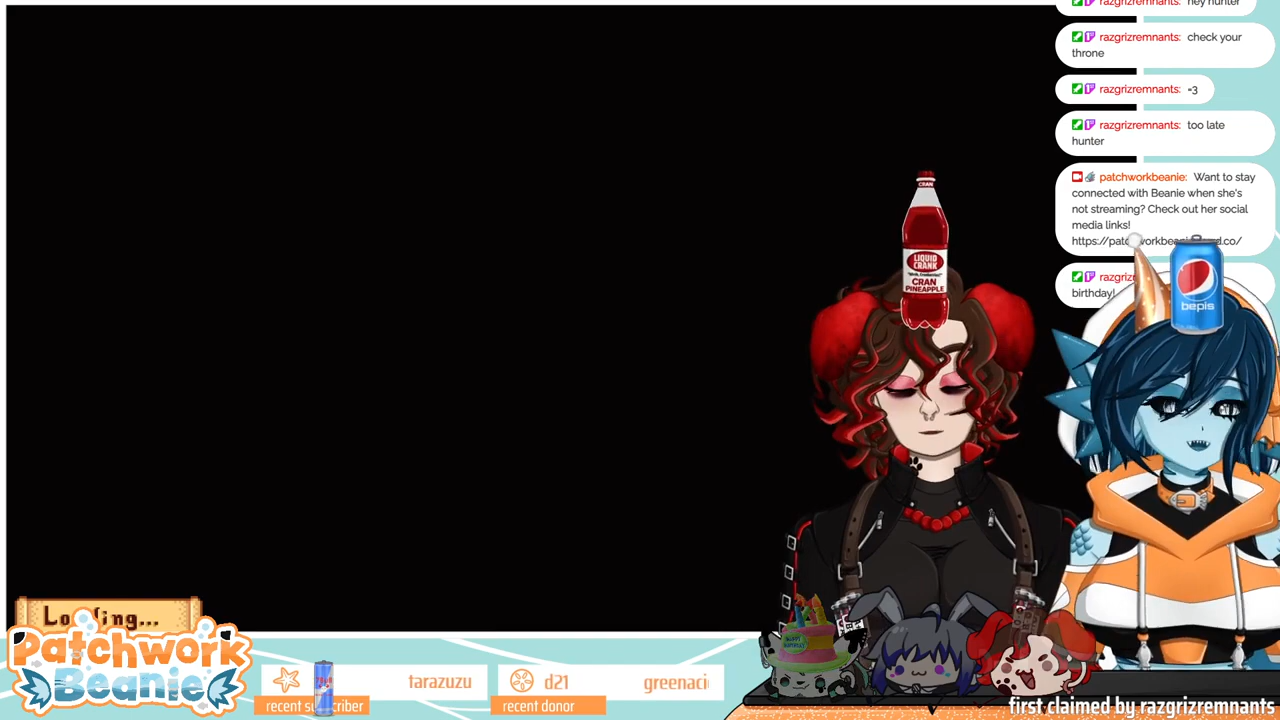 razgrizremnants: hey hunter
razgrizremnants: check your
throne
razgrizremnants: =3
razgrizremnants: too late
hunter
patchworkbeanie: Want to stay
connected with Beanie when she's
not streaming? Check out her social
media links!
birthday!
CRAN
LIQUID
CRANK
CRAN
PINEAPPLE
bepis
Patchwork
Beanie
tarazuzu
recent
d21
greenaci
recent donor
first claimed by razgrizremnants